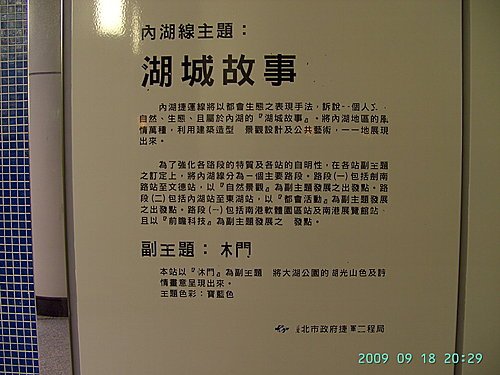 內湖線主題：
湖城故事
內湖捷運線將以都會生態之表現手法，訴說一個人文、
自然、生態、且屬於內湖的『湖城故事』。將內湖地區的風
情萬種，利用建築造型 景觀設計及公共藝術，一一地展現
出來。
為了強化各路段的特質及各站的自明性，在各站副主題
之訂定上，將內湖線分為一個主要路段。路段(一)包括劍南
路站至文德站，以『自然景觀』為副主題發展之出發點。路
段(二)包括內湖站至東湖站，以『都會活動』為副主題發展
之出發點。路段(一)包括南港軟體園區站及南港展覽館站
且以『前瞻科技』為副主題發展之 發點。
副主題：木門
本站以『沐門』為副主題 將大湖公園的湖光山色及詩
情畫意呈現出來。
主題色彩：寶藍色
北市政府捷 二程局
2009 09 18 20:29